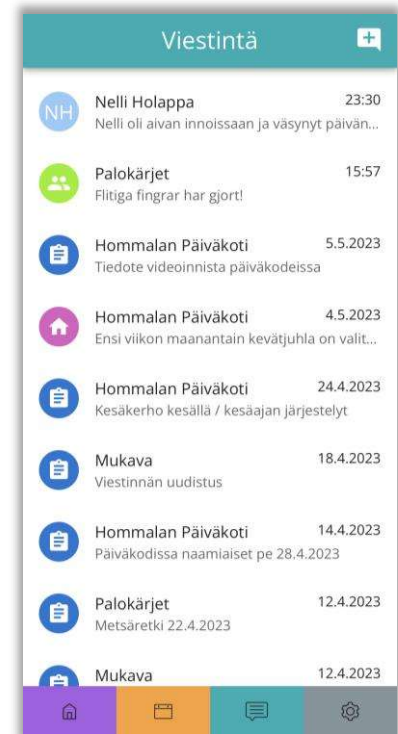 Viestintä
NH
Nelli Holappa 23:30
Nelli oli aivan innoissaan ja väsynyt päivän...
Palokärjet 15:57
Flitiga fingrar har gjort!
Hommalan Päiväkoti 5.5.2023
Tiedote videoinnista päiväkodeissa
Hommalan Päiväkoti 4.5.2023
Ensi viikon maanantain kevätjuhla on valit...
Hommalan Päiväkoti 24.4.2023
Kesäkerho kesällä / kesäajan järjestelyt
Mukava 18.4.2023
Viestinnän uudistus
Hommalan Päiväkoti 14.4.2023
Päiväkodissa naamiaiset pe 28.4.2023
Palokärjet 12.4.2023
Metsäretki 22.4.2023
Mukava 12.4.2023